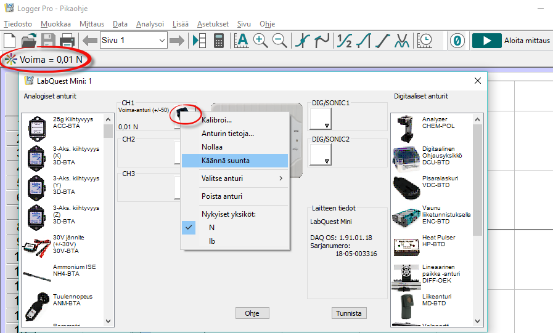 Logger Pro - Pikaohje
Tiedosto Muokkaa Mittaus Data Analysoi Lisää Asetukset Sivu Ohje
Sivu 1
Aloita mittaus
Voima = 0,01 N
LabQuest Mini: 1
Analogiset anturit
25g Kiihtyvyys
ACC-BTA
3-Aks. kiihtyvyys
(X)
3D-BTA
3-Aks. kiihtyvyys
(Y)
3D-BTA
3-Aks. kiihtyvyys
(Z)
3D-BTA
30V jännite
(+/-30V)
30V-BTA
Ammonium ISE
NH4-BTA
Tuulennopeus
ANM-BTA
CH1
Voima-anturi (+/-50)
0,01 N
CH2
CH3
Kalibroi...
Anturin tietoja...
Nollaa
Käännä suunta
Valitse anturi
Poista anturi
Nykyiset yksiköt:
N
lb
DIG/SONIC1
DIG/SONIC2
Laitteen tiedot
LabQuest Mini
DAQ OS: 1.91.01.18
Sarjanumero:
18-05-003316
Digitaaliset anturit
Analyzer
CHEM-POL
Digitaalisen
Ohjausyksikkö
DCU-BTD
Pisaralaskuri
VDC-BTD
Vaunu
liiketunnistuksella
ENC-BTD
Heat Pulser
HP-BTD
Lineaarinen
paikka-anturi
DIFF-OEK
Liikeanturi
MD-BTD
Ohje
Tunnista